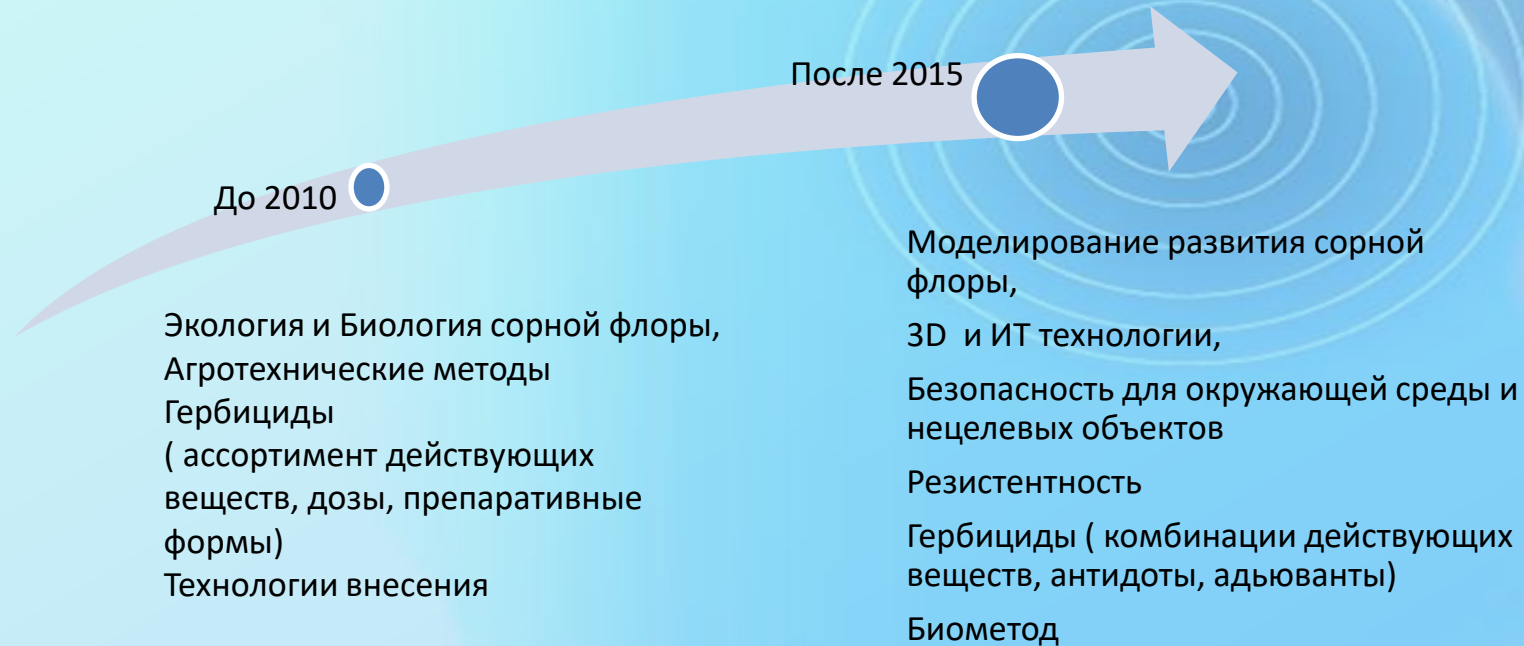 После 2015
До 2010
Экология и Биология сорной флоры,
Агротехнические методы
Гербициды
( ассортимент действующих
веществ, дозы, препаративные
формы)
Технологии внесения
Моделирование развития сорной
флоры,
3D  и ИТ технологии,
Безопасность для окружающей среды и
нецелевых объектов
Резистентность
Гербициды ( комбинации действующих
веществ, антидоты, адьюванты)
Биометод